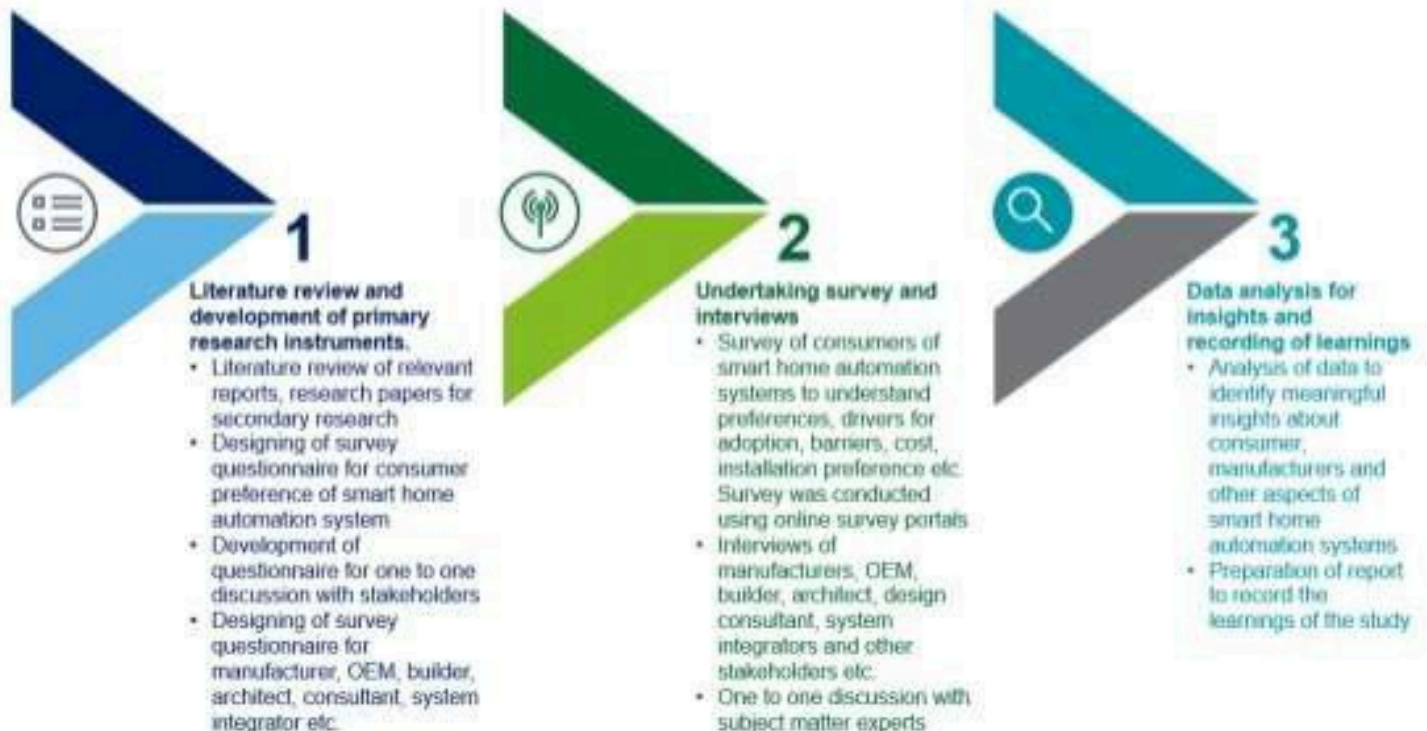 1
Literature review and
development of primary
research instruments.
• Literature review of relevant
reports, research papers for
secondary research
• Designing of survey
questionnaire for consumer
preference of smart home
automation system
• Development of
questionnaire for one to one
discussion with stakeholders
• Designing of survey
questionnaire for
manufacturer, OEM, builder,
architect, consultant, system
integrator etc.
2
Undertaking survey and
interviews
• Survey of consumers of
smart home automation
systems to understand
preferences, drivers for
adoption, barriers, cost,
installation preference etc.
Survey was conducted
using online survey portals
• Interviews of
manufacturers, OEM,
builder, architect, design
consultant, system
integrators and other
stakeholders etc.
• One to one discussion with
subject matter experts
3
Data analysis for
insights and
recording of learnings
• Analysis of data to
identify meaningful
insights about
consumer,
manufacturers and
other aspects of
smart home
automation systems
• Preparation of report
to record the
learnings of the study